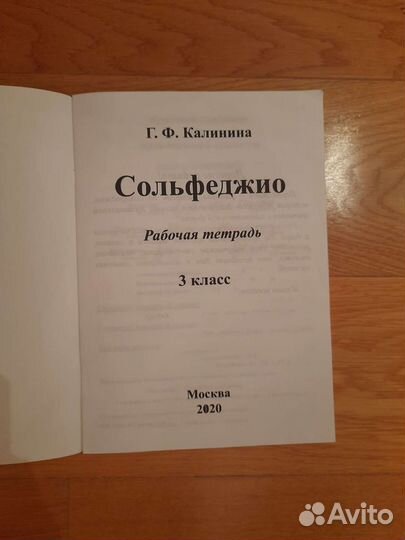 Г. Ф. Калинина
Сольфеджио
Рабочая тетрадь
3 класс
Москва
2020
Avito